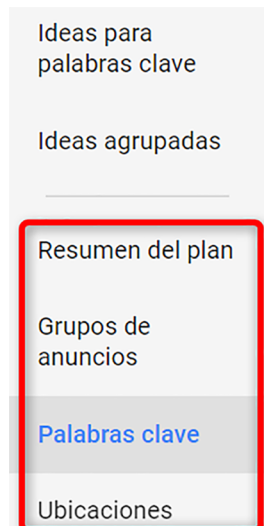 Ideas para
palabras clave
Ideas agrupadas
Resumen del plan
Grupos de
anuncios
Palabras clave
Ubicaciones